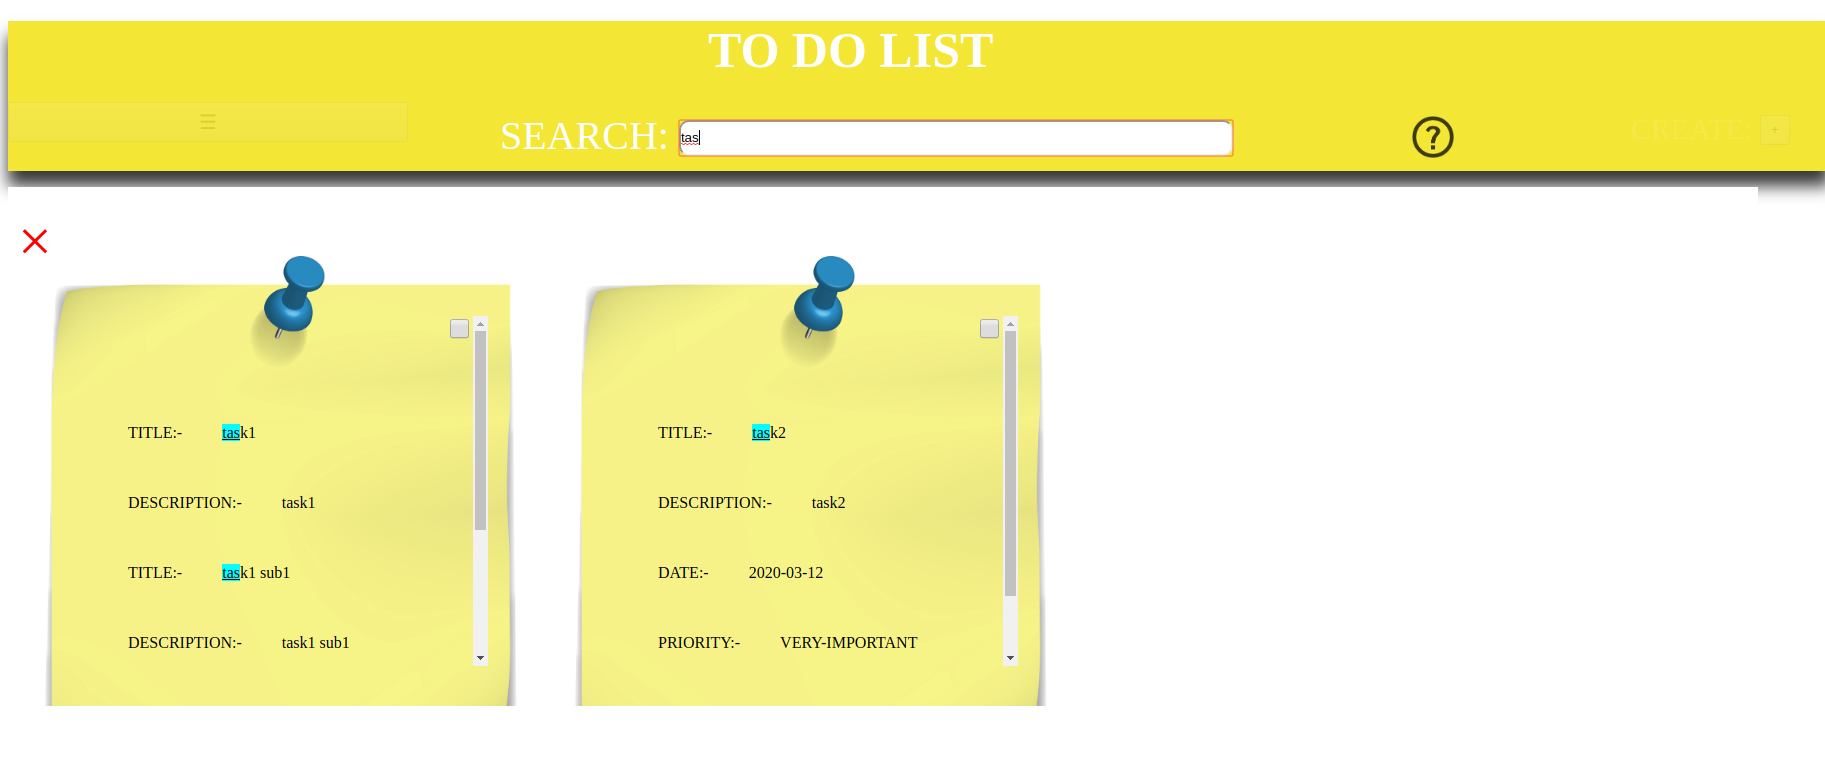 TO DO LIST
☰
SEARCH: tas
?
CREATE: +
TITLE:- task1
DESCRIPTION:- task1
TITLE:- task1 sub1
DESCRIPTION:- task1 sub1
TITLE:- task2
DESCRIPTION:- task2
DATE:- 2020-03-12
PRIORITY:- VERY-IMPORTANT